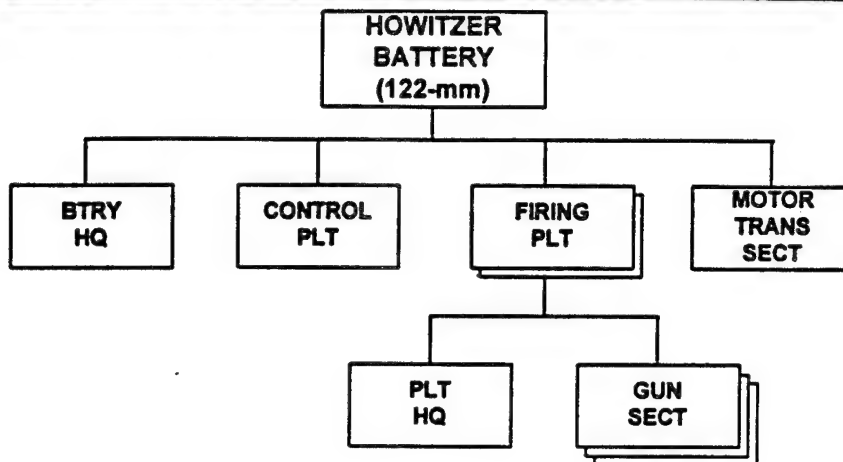 HOWITZER
BATTERY
(122-mm)
BTRY
HQ
CONTROL
PLT
FIRING
PLT
MOTOR
TRANS
SECT
PLT
HQ
GUN
SECT